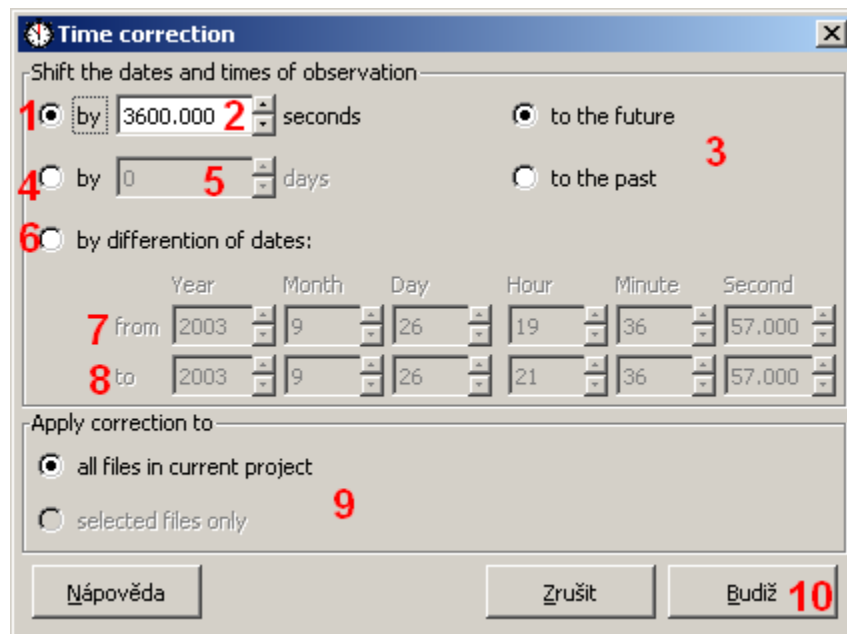 Time correction
Shift the dates and times of observation
1 by 3600.000 2 seconds to the future
3
4 by 0 5 days to the past
6 by differention of dates:
Year Month Day Hour Minute Second
7 from 2003 9 26 19 36 57.000
8 to 2003 9 26 21 36 57.000
Apply correction to
all files in current project
9
selected files only
Nápověda Zrušit Budiž 10